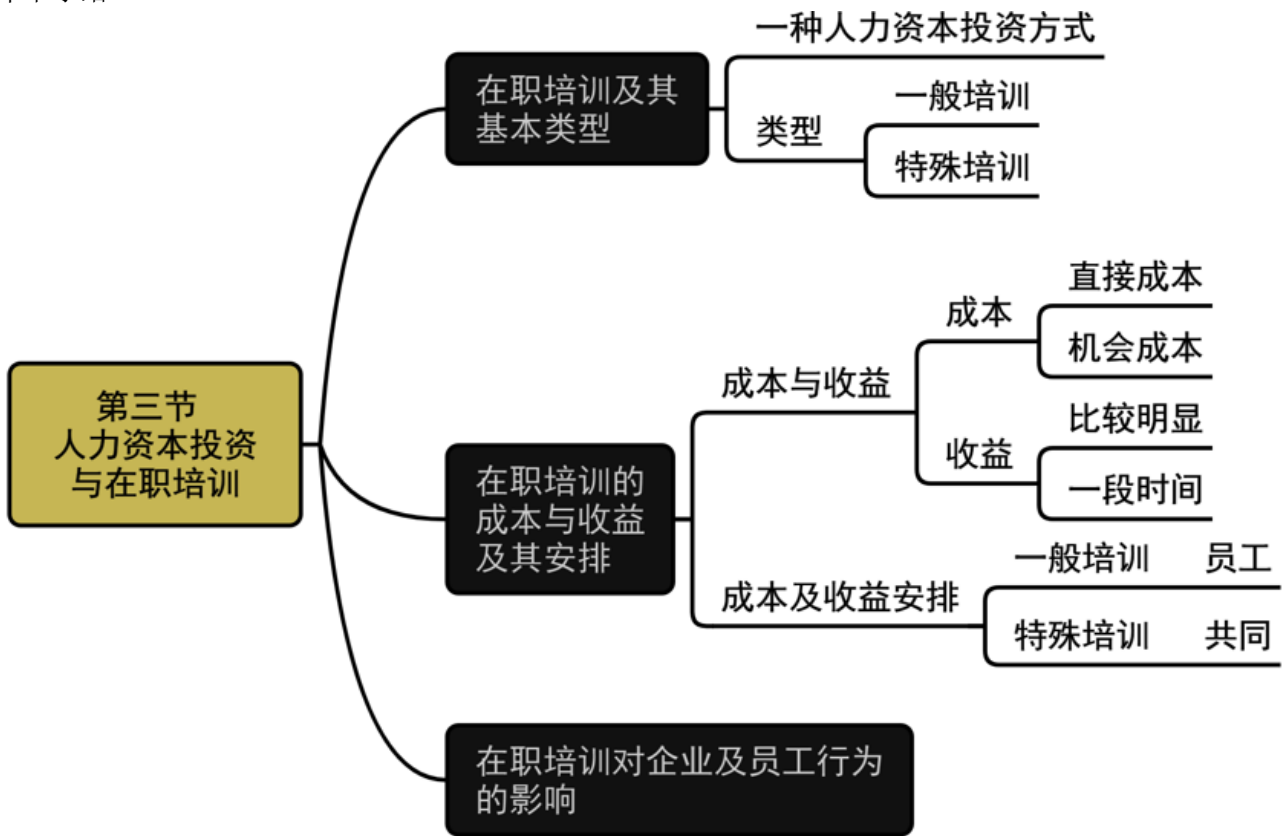 第三节
人力资本投资
与在职培训
在职培训及其
基本类型
一种人力资本投资方式
类型
一般培训
特殊培训
在职培训的
成本与收益
及其安排
成本与收益
成本
直接成本
机会成本
收益
比较明显
一段时间
成本及收益安排
一般培训 员工
特殊培训 共同
在职培训对企业及员工行为
的影响